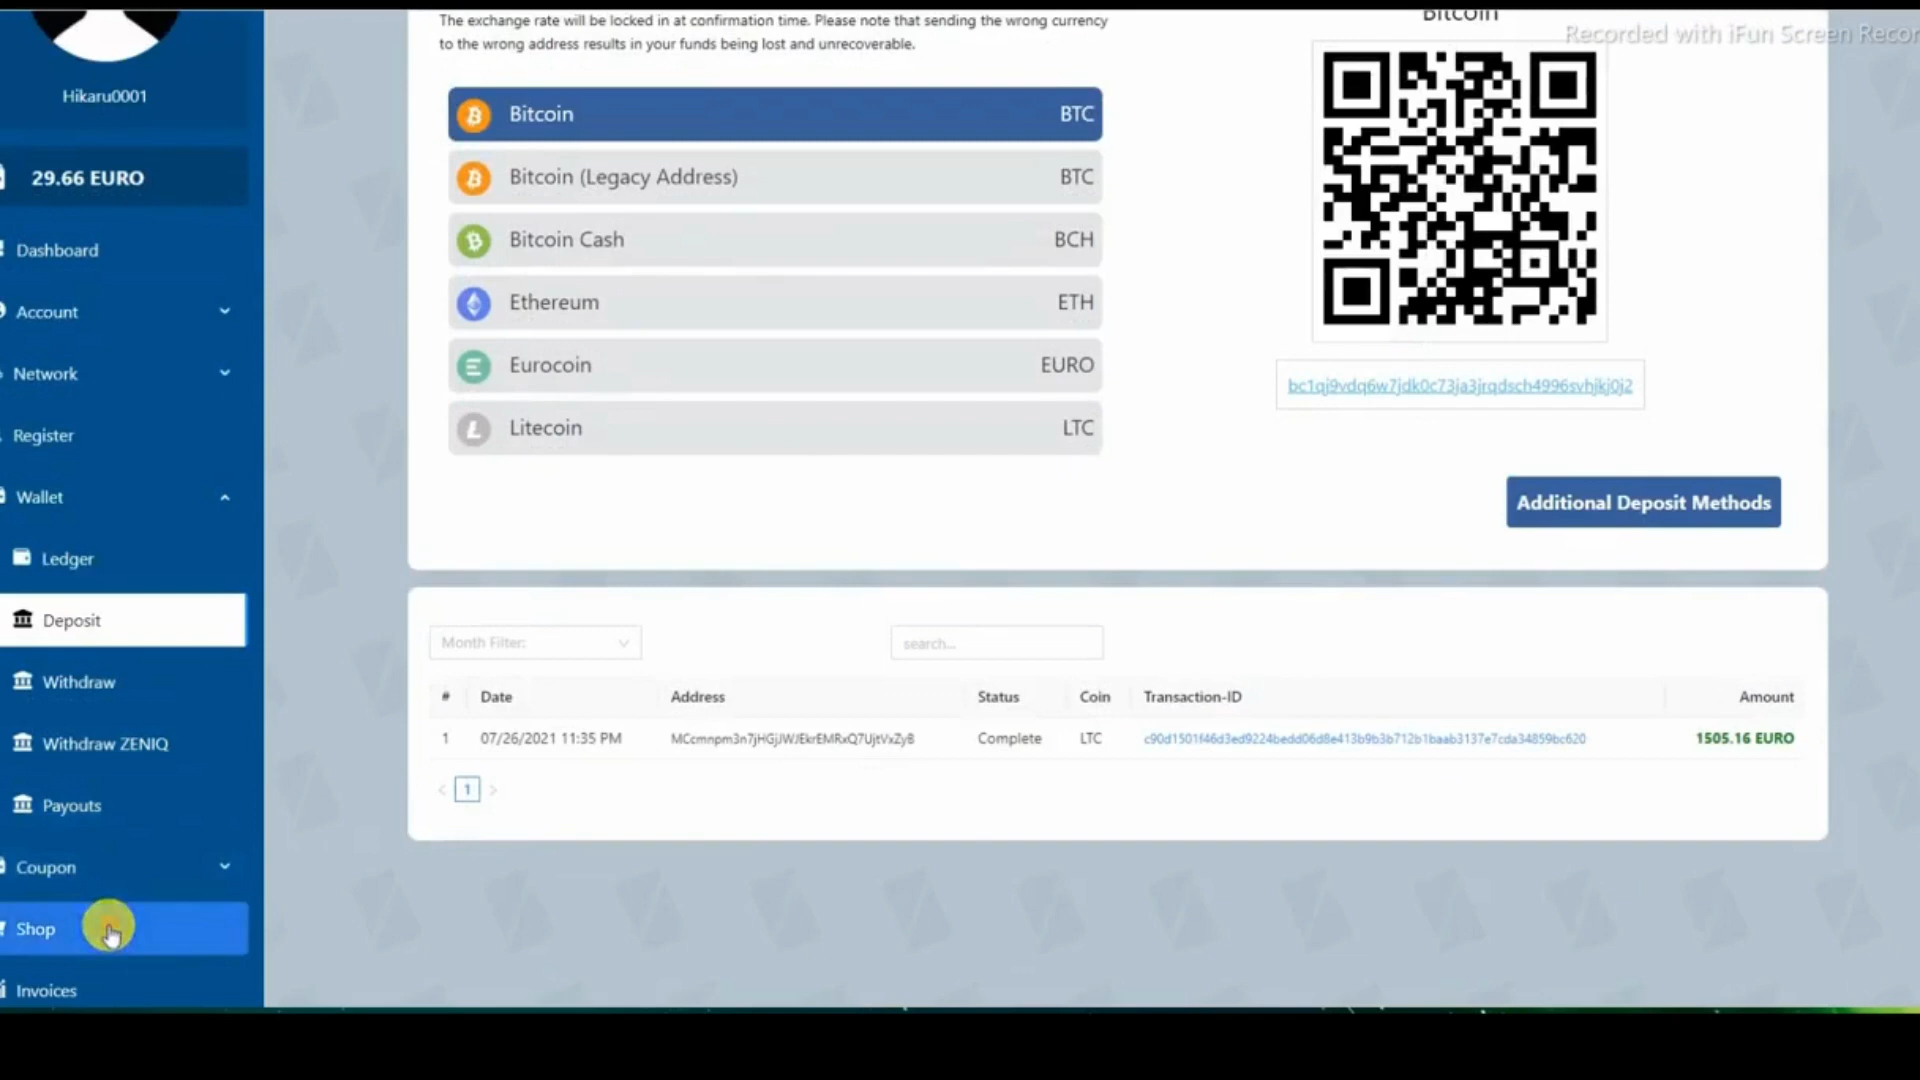 The exchange rate will be locked in at confirmation time. Please note that sending the wrong currency
to the wrong address results in your funds being lost and unrecoverable.
Bitcoin
Recorded with iFun Screen Recor
Hikaru0001
29.66 EURO
Dashboard
Account
Network
Register
Wallet
Ledger
Deposit
Withdraw
Withdraw ZENIQ
Payouts
Coupon
Shop
Invoices
Bitcoin BTC
Bitcoin (Legacy Address) BTC
Bitcoin Cash BCH
Ethereum ETH
Eurocoin EURO
Litecoin LTC
bc1qj9vdq6w7jdk0c73ja3jrqdsch4996svhjkj0j2
Additional Deposit Methods
Month Filter:
search...
# Date Address Status Coin Transaction-ID Amount
1 07/26/2021 11:35 PM Complete LTC 1505.16 EURO
1